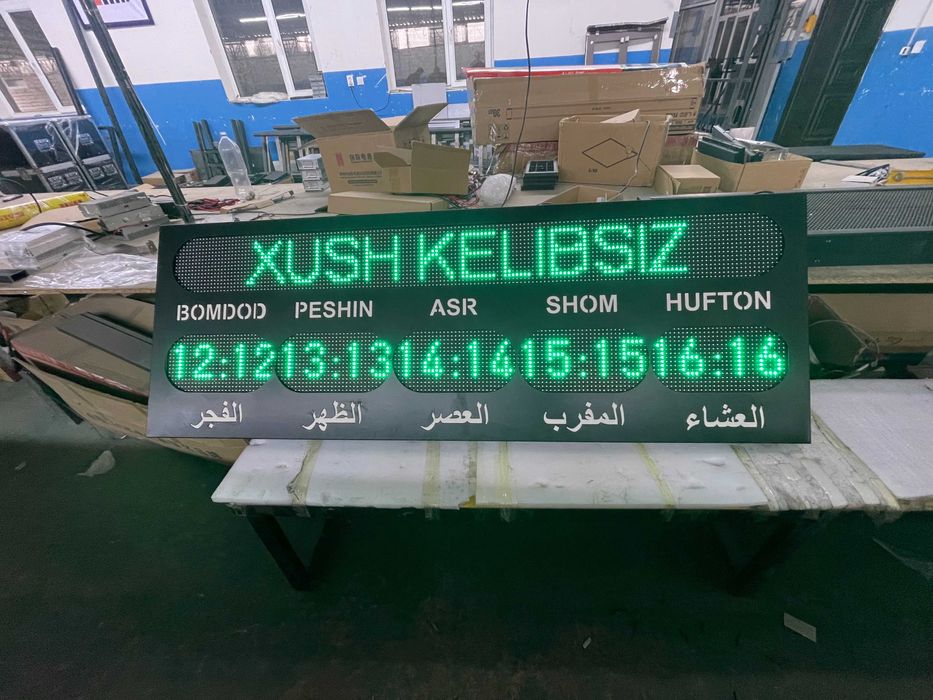 XUSH KELIBSIZ
BOMDOD PESHIN ASR SHOM HUFTON
12:12 13:13 14:14 15:15 16:16
الفجر الظهر العصر المفرب العشاء